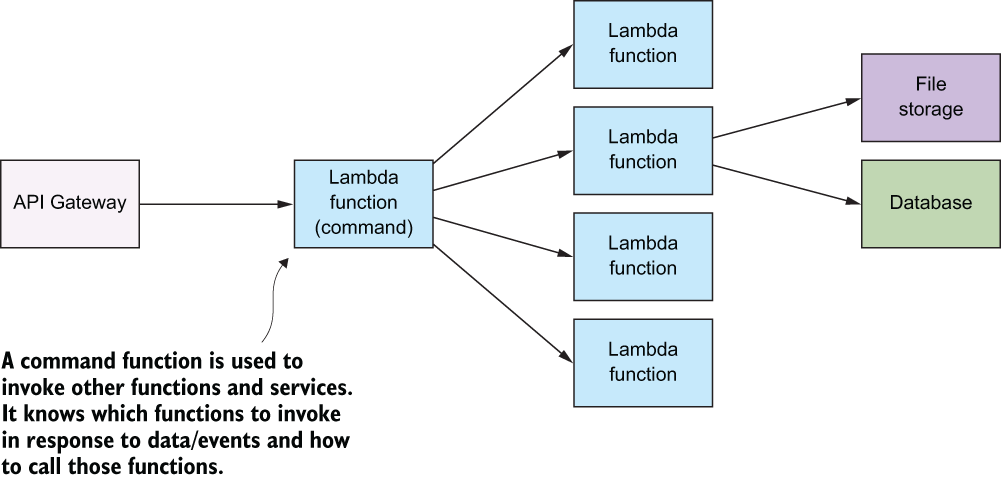 API Gateway
Lambda
function
(command)
Lambda
function
Lambda
function
Lambda
function
Lambda
function
File
storage
Database
A command function is used to
invoke other functions and services.
It knows which functions to invoke
in response to data/events and how
to call those functions.